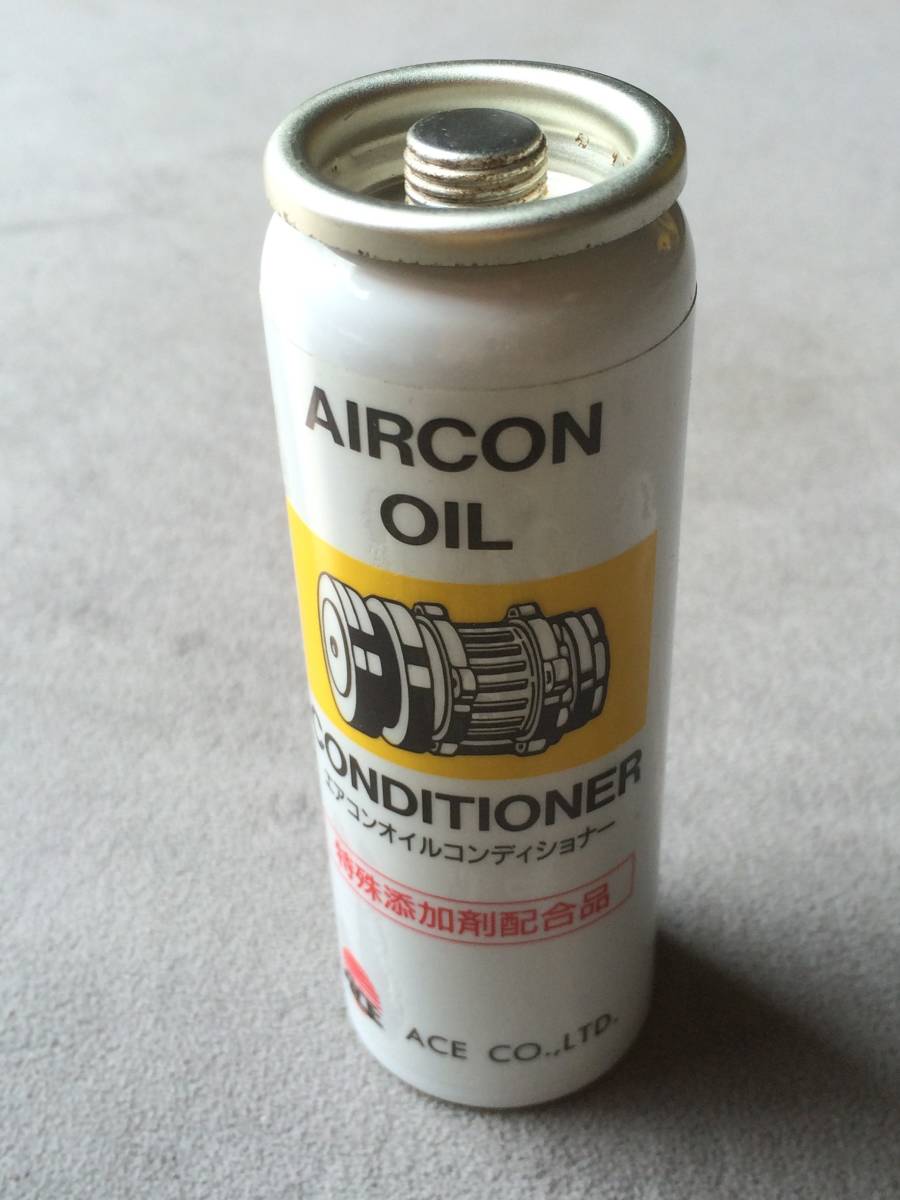 AIRCON
OIL
CONDITIONER
エアコンオイルコンディショナー
特殊添加剤配合品
ACE
ACE CO.,LTD.